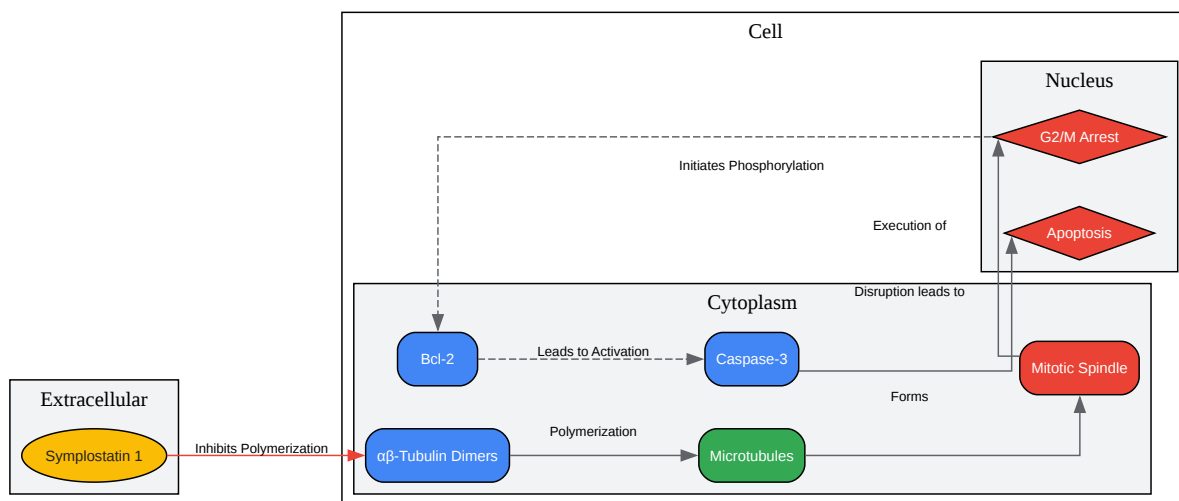 Cell
Nucleus
G2/M Arrest
Initiates Phosphorylation
Execution of
Apoptosis
Disruption leads to
Cytoplasm
Bcl-2
Leads to Activation
Caspase-3
Mitotic Spindle
Forms
Extracellular
Symplostatin 1
Inhibits Polymerization
αβ-Tubulin Dimers
Polymerization
Microtubules